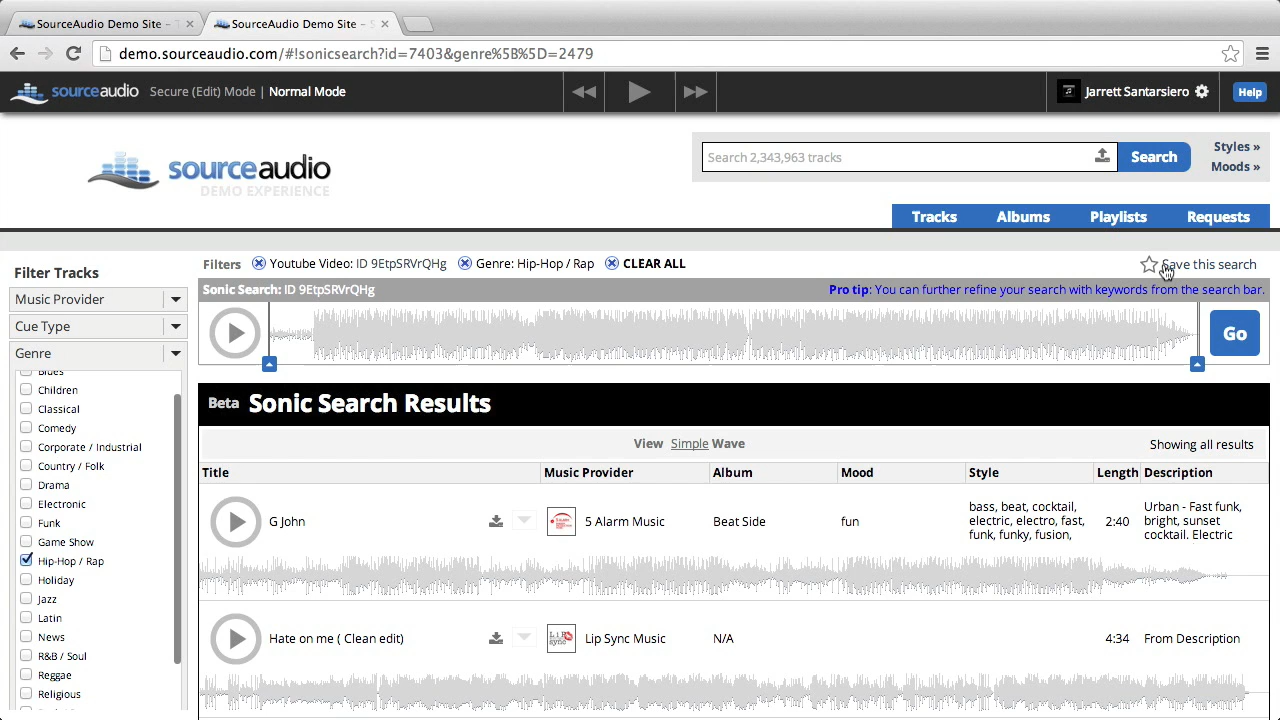 SourceAudio Demo Site – T
SourceAudio Demo Site – S
demo.sourceaudio.com/#!sonicsearch?id=7403&genre%5B%5D=2479
sourceaudio Secure (Edit) Mode | Normal Mode
Jarrett Santarsiero
Help
sourceaudio
DEMO EXPERIENCE
Search 2,343,963 tracks
Search
Styles »
Moods »
Tracks Albums Playlists Requests
Filter Tracks
Music Provider
Cue Type
Genre
Blues
Children
Classical
Comedy
Corporate / Industrial
Country / Folk
Drama
Electronic
Funk
Game Show
Hip-Hop / Rap
Holiday
Jazz
Latin
News
R&B / Soul
Reggae
Religious
Filters Youtube Video: ID 9EtpSRVrQHg Genre: Hip-Hop / Rap CLEAR ALL
Save this search
Sonic Search: ID 9EtpSRVrQHg
Pro tip: You can further refine your search with keywords from the search bar.
Go
Beta Sonic Search Results
View Simple Wave
Showing all results
Title Music Provider Album Mood Style Length Description
G John
5 Alarm Music
Beat Side
fun
bass, beat, cocktail,
electric, electro, fast,
funk, funky, fusion,
2:40
Urban - Fast funk,
bright, sunset
cocktail. Electric
Hate on me ( Clean edit)
Lip Sync Music
N/A
4:34
From Description